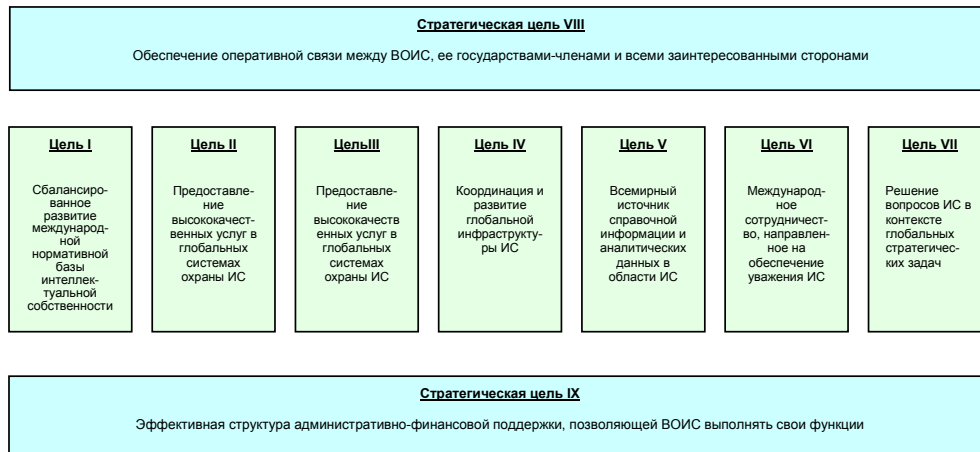 Стратегическая цель VIII
Обеспечение оперативной связи между ВОИС, ее государствами-членами и всеми заинтересованными сторонами
Цель I
Сбалансиро-
ванное
развитие
международ-
ной
нормативной
базы
интеллек-
туальной
собственности
Цель II
Предоставле-
ние
высококачест-
венных услуг в
глобальных
системах
охраны ИС
ЦельIII
Предоставле-
ние
высококачеств
енных услуг в
глобальных
системах
охраны ИС
Цель IV
Координация и
развитие
глобальной
инфраструкту-
ры ИС
Цель V
Всемирный
источник
справочной
информации и
аналитических
данных в
области ИС
Цель VI
Международ-
ное
сотрудничест-
во, направлен-
ное на
обеспечение
уважения ИС
Цель VII
Решение
вопросов ИС в
контексте
глобальных
стратегичес-
ких задач
Стратегическая цель IX
Эффективная структура административно-финансовой поддержки, позволяющей ВОИС выполнять свои функции